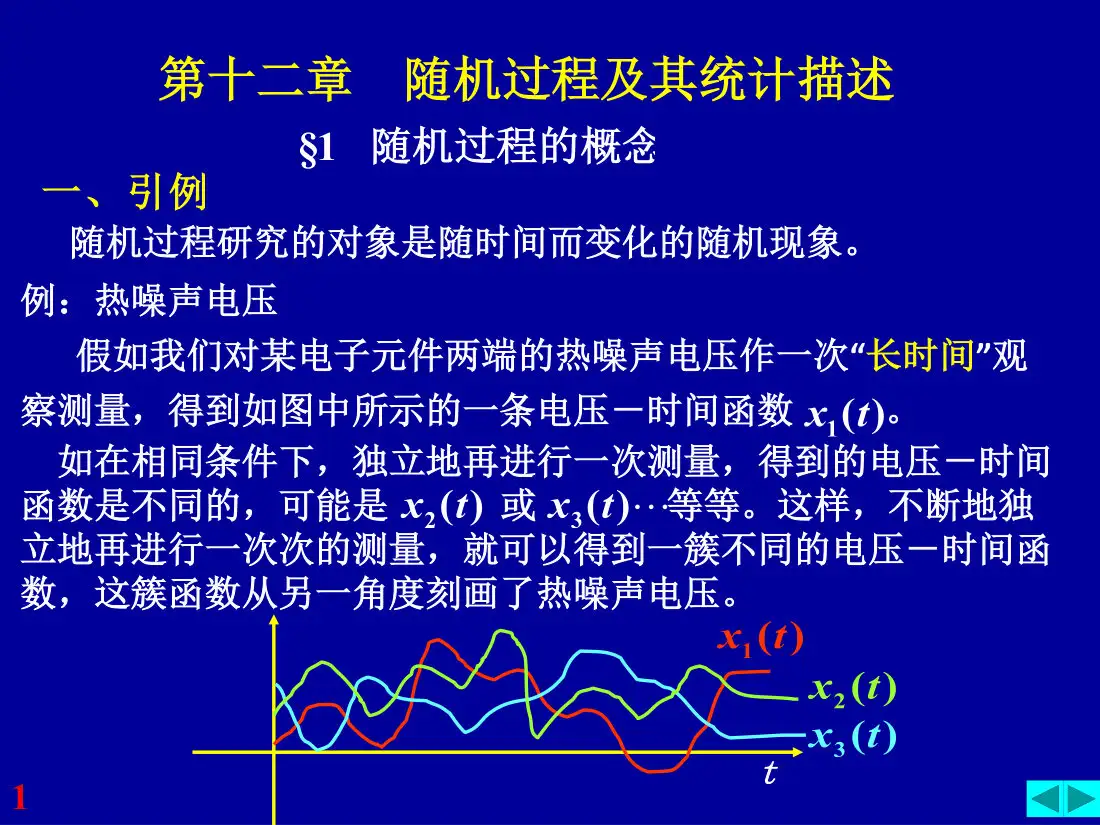 第十二章 随机过程及其统计描述
§1 随机过程的概念
一、引例
随机过程研究的对象是随时间而变化的随机现象。
例：热噪声电压
假如我们对某电子元件两端的热噪声电压作一次“长时间”观
察测量，得到如图中所示的一条电压－时间函数 x₁(t)。
如在相同条件下，独立地再进行一次测量，得到的电压－时间
函数是不同的，可能是 x₂(t) 或 x₃(t)⋯等等。这样，不断地独
立地再进行一次次的测量，就可以得到一簇不同的电压－时间函
数，这簇函数从另一角度刻画了热噪声电压。
x₁(t)
x₂(t)
x₃(t)
t
1